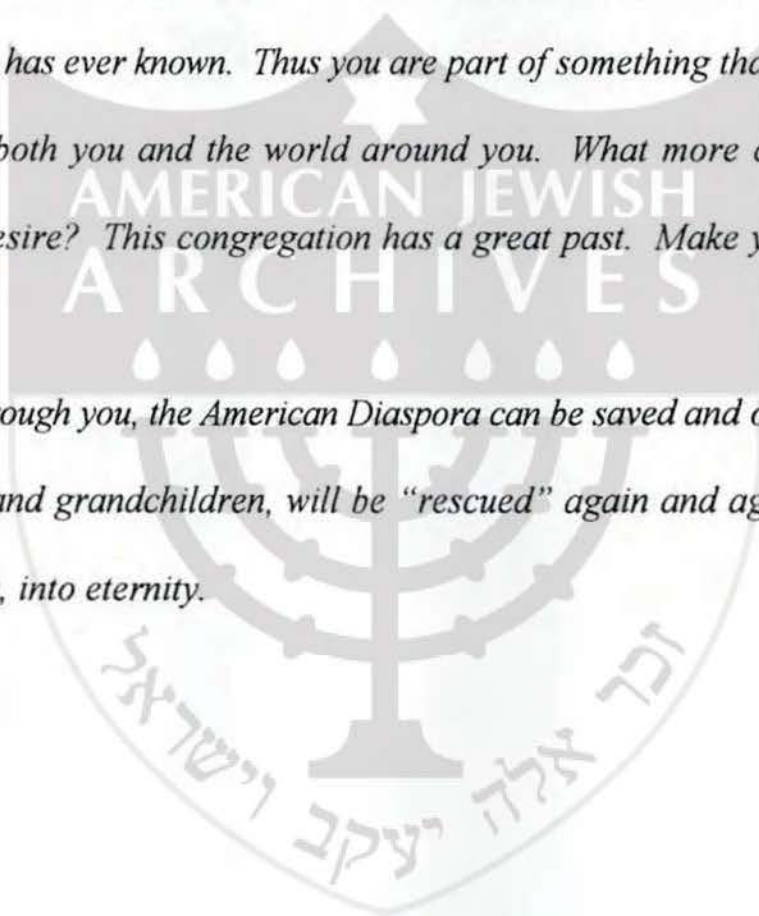 has ever known. Thus you are part of something tha
both you and the world around you. What more c
AMERICAN JEWISH
esire? This congregation has a great past. Make y
ARCHIVES
rough you, the American Diaspora can be saved and o
and grandchildren, will be "rescued" again and ag
, into eternity.
זכר אלה יעקב וישראל